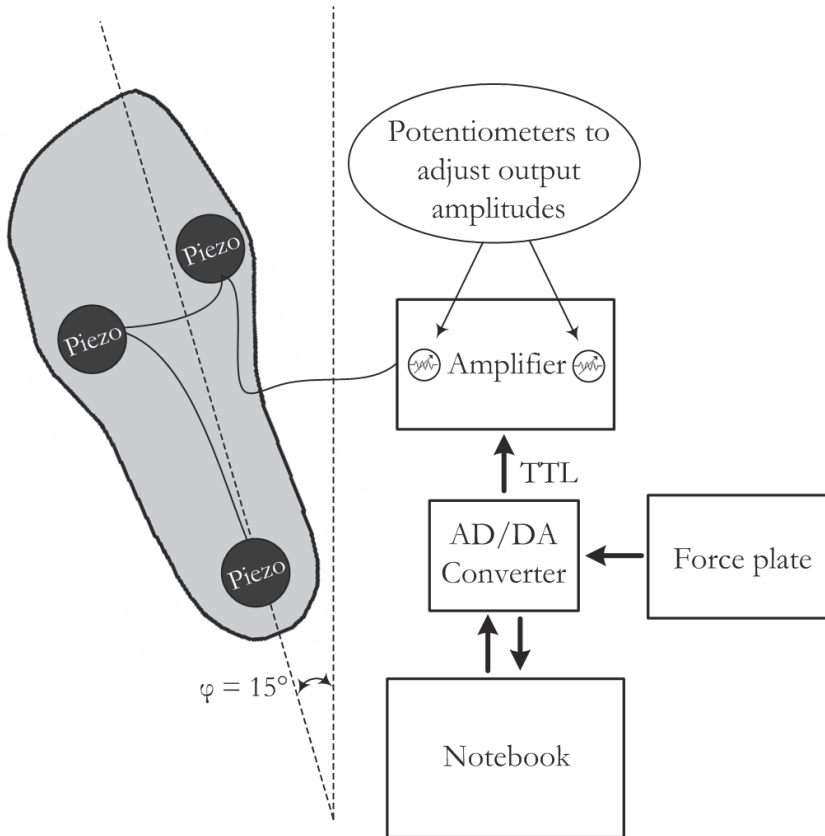 Potentiometers to
adjust output
amplitudes
Piezo
Piezo
Amplifier
TTL
AD/DA
Converter
Force plate
Piezo
φ = 15°
Notebook